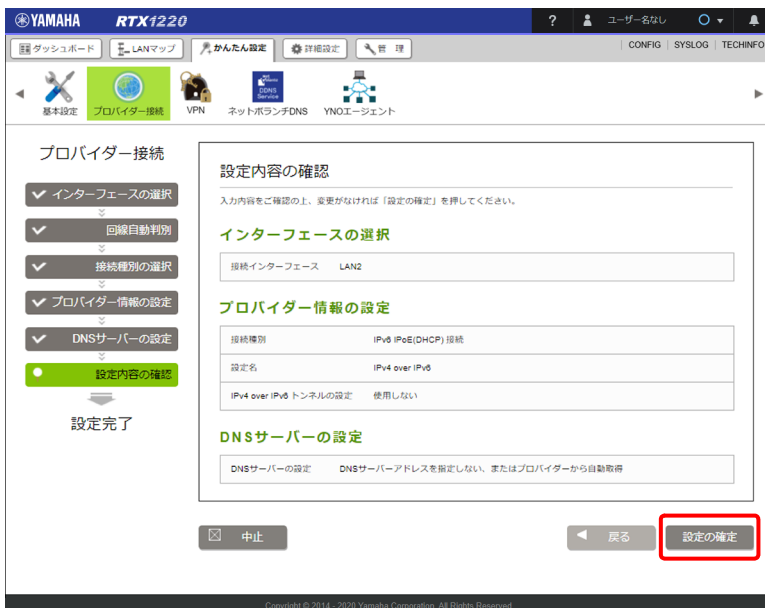 YAMAHA RTX1220 ? ユーザー名なし
ダッシュボード LANマップ かんたん設定 詳細設定 管理 CONFIG SYSLOG TECHINFO
基本設定 プロバイダー接続 VPN ネットボランチDNS YNOエージェント
プロバイダー接続
インターフェースの選択
回線自動判別
接続種別の選択
プロバイダー情報の設定
DNSサーバーの設定
設定内容の確認
設定完了
設定内容の確認
入力内容をご確認の上、変更がなければ「設定の確定」を押してください。
インターフェースの選択
接続インターフェース LAN2
プロバイダー情報の設定
接続種別 IPv6 IPoE(DHCP) 接続
設定名 IPv4 over IPv6
IPv4 over IPv6 トンネルの設定 使用しない
DNSサーバーの設定
DNSサーバーの設定 DNSサーバーアドレスを指定しない、またはプロバイダーから自動取得
中止 戻る 設定の確定
Copyright © 2014 - 2020 Yamaha Corporation. All Rights Reserved.